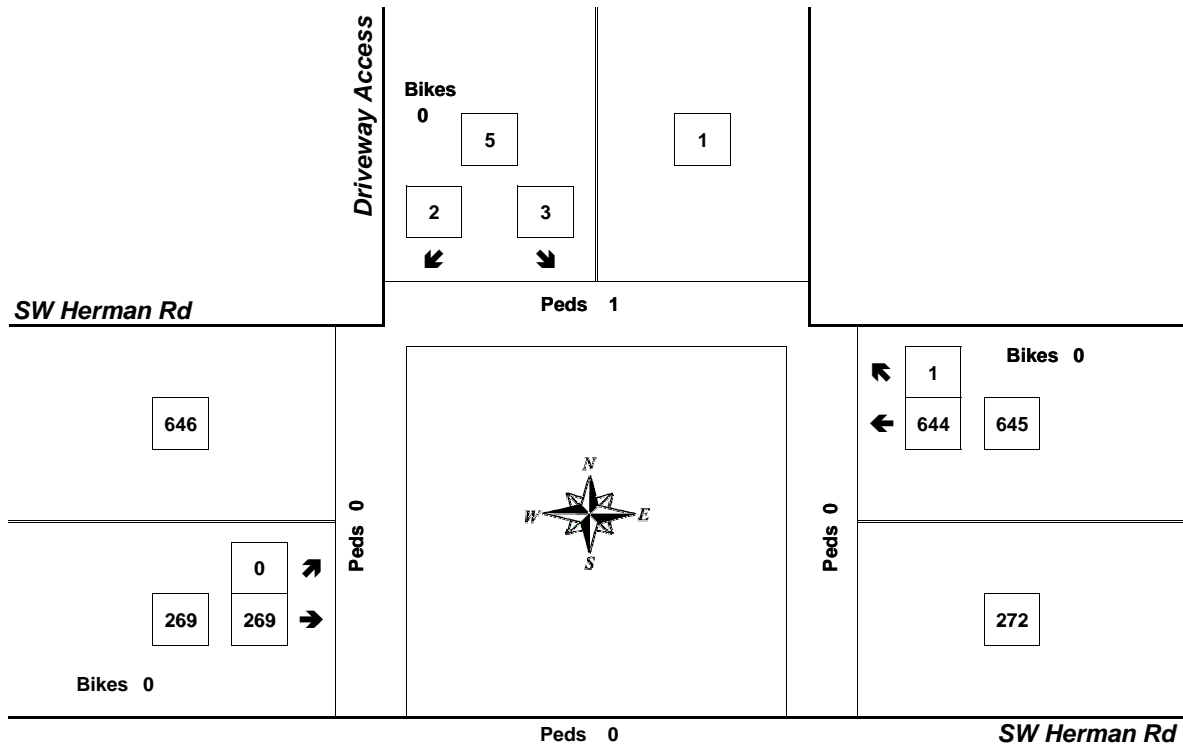 Driveway Access
Bikes
0
5
1
2
3
Peds 1
SW Herman Rd
Bikes 0
1
646
644
645
N
W
E
S
Peds 0
Peds 0
0
269
269
272
Bikes 0
Peds 0
SW Herman Rd